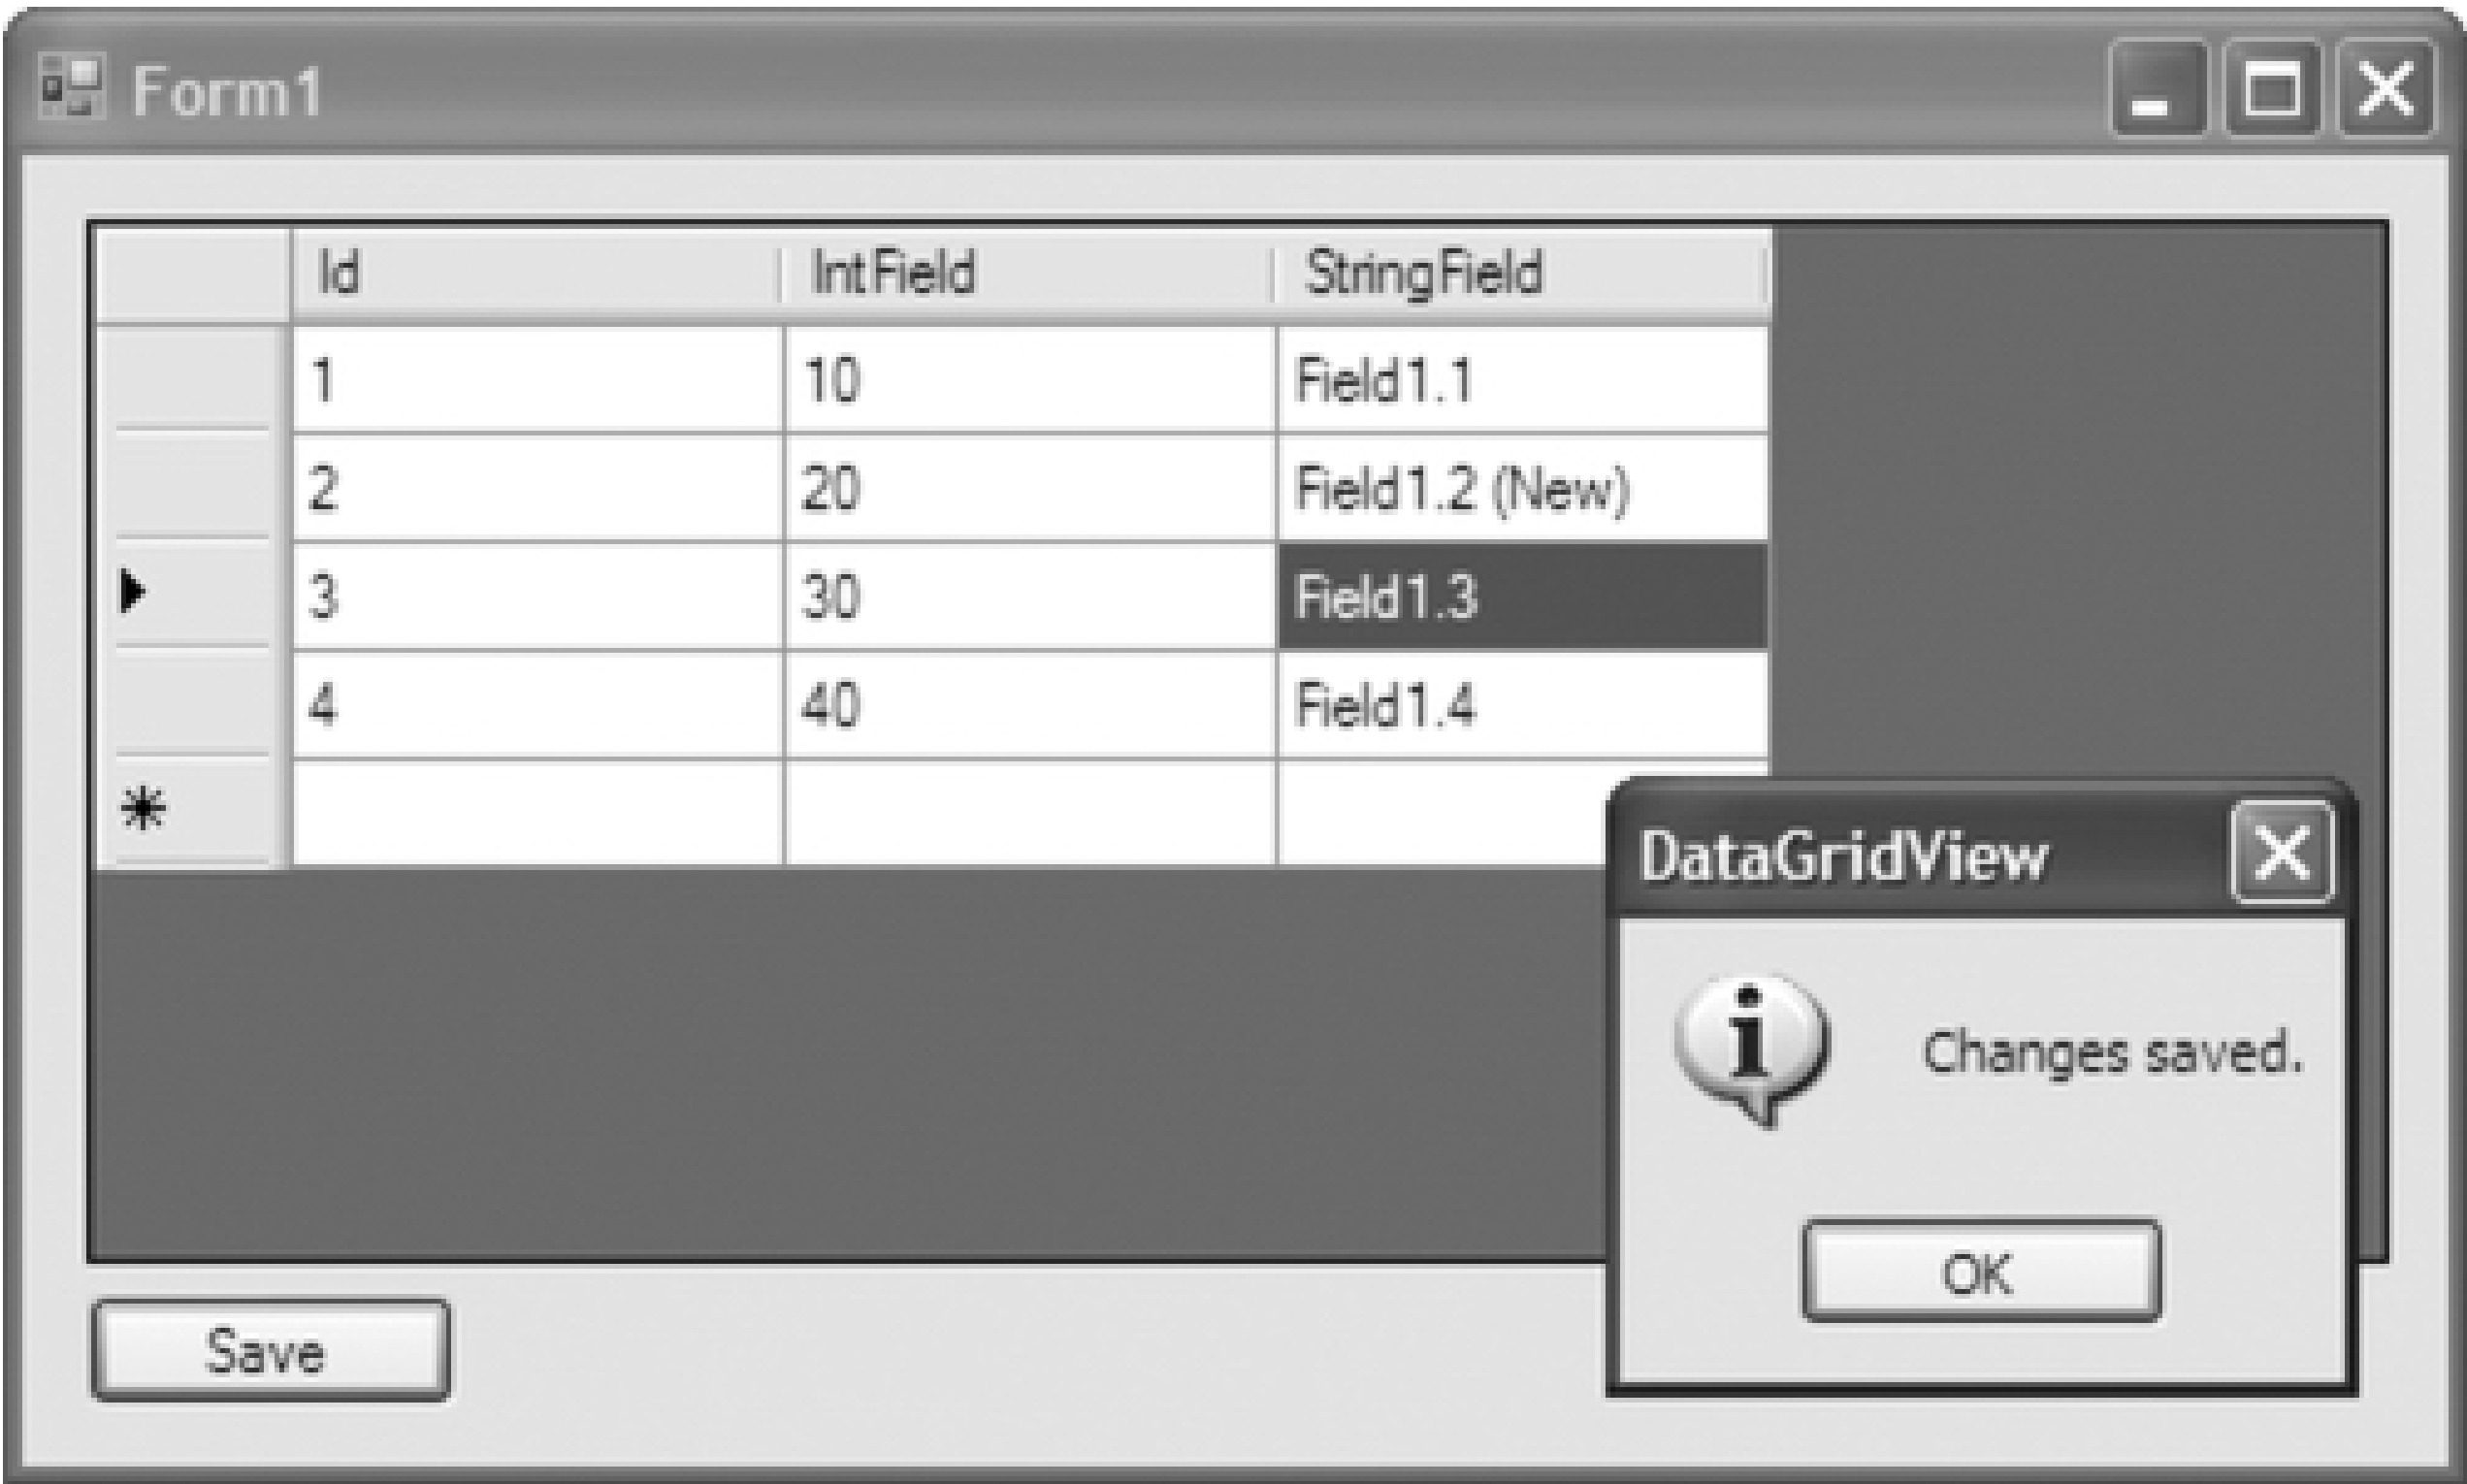 Form1
Id IntField StringField
1 10 Field1.1
2 20 Field1.2 (New)
3 30 Field1.3
4 40 Field1.4
DataGridView
Changes saved.
OK
Save